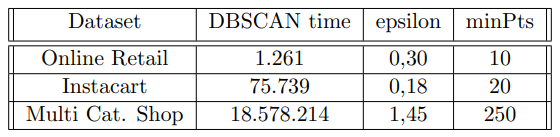 Dataset DBSCAN time epsilon minPts
Online Retail 1.261 0,30 10
Instacart 75.739 0,18 20
Multi Cat. Shop 18.578.214 1,45 250